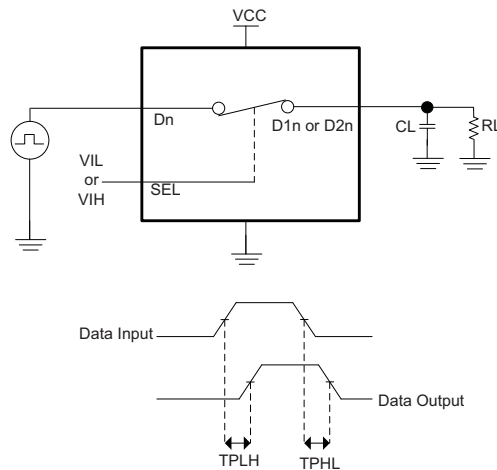 VCC
Dn
D1n or D2n
CL
RL
VIL
or
VIH
SEL
Data Input
Data Output
TPLH
TPHL